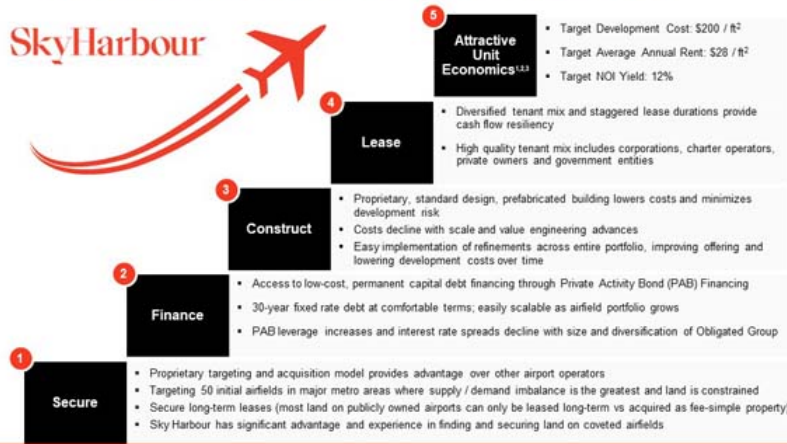 SkyHarbour
5
Attractive
Unit
Economics1,2,3
▪ Target Development Cost: $200 / ft2
▪ Target Average Annual Rent: $28 / ft2
▪ Target NOI Yield: 12%
4
Lease
▪ Diversified tenant mix and staggered lease durations provide
cash flow resiliency
▪ High quality tenant mix includes corporations, charter operators,
private owners and government entities
3
Construct
▪ Proprietary, standard design, prefabricated building lowers costs and minimizes
development risk
▪ Costs decline with scale and value engineering advances
▪ Easy implementation of refinements across entire portfolio, improving offering and
lowering development costs over time
2
Finance
▪ Access to low-cost, permanent capital debt financing through Private Activity Bond (PAB) Financing
▪ 30-year fixed rate debt at comfortable terms; easily scalable as airfield portfolio grows
▪ PAB leverage increases and interest rate spreads decline with size and diversification of Obligated Group
1
Secure
▪ Proprietary targeting and acquisition model provides advantage over other airport operators
▪ Targeting 50 initial airfields in major metro areas where supply / demand imbalance is the greatest and land is constrained
▪ Secure long-term leases (most land on publicly owned airports can only be leased long-term vs acquired as fee-simple property)
▪ Sky Harbour has significant advantage and experience in finding and securing land on coveted airfields